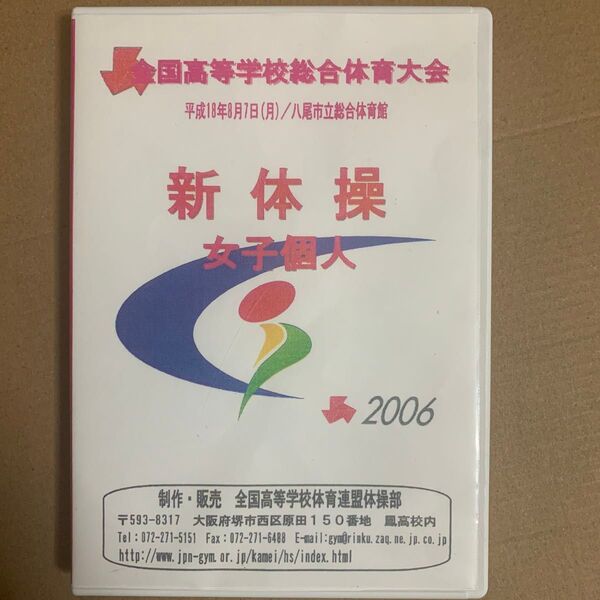 全国高等学校総合体育大会
平成18年8月7日(月)/八尾市立総合体育館
新体操
女子個人
2006
制作・販売 全国高等学校体育連盟体操部
〒593-8317 大阪府堺市西区原田150番地 鳳高校内
Tel:072-271-5151 Fax:072-271-6488 E-mail:gym@rinku.zaq.ne.jp.co.jp
http://www.jpn-gym.or.jp/kamei/hs/index.html